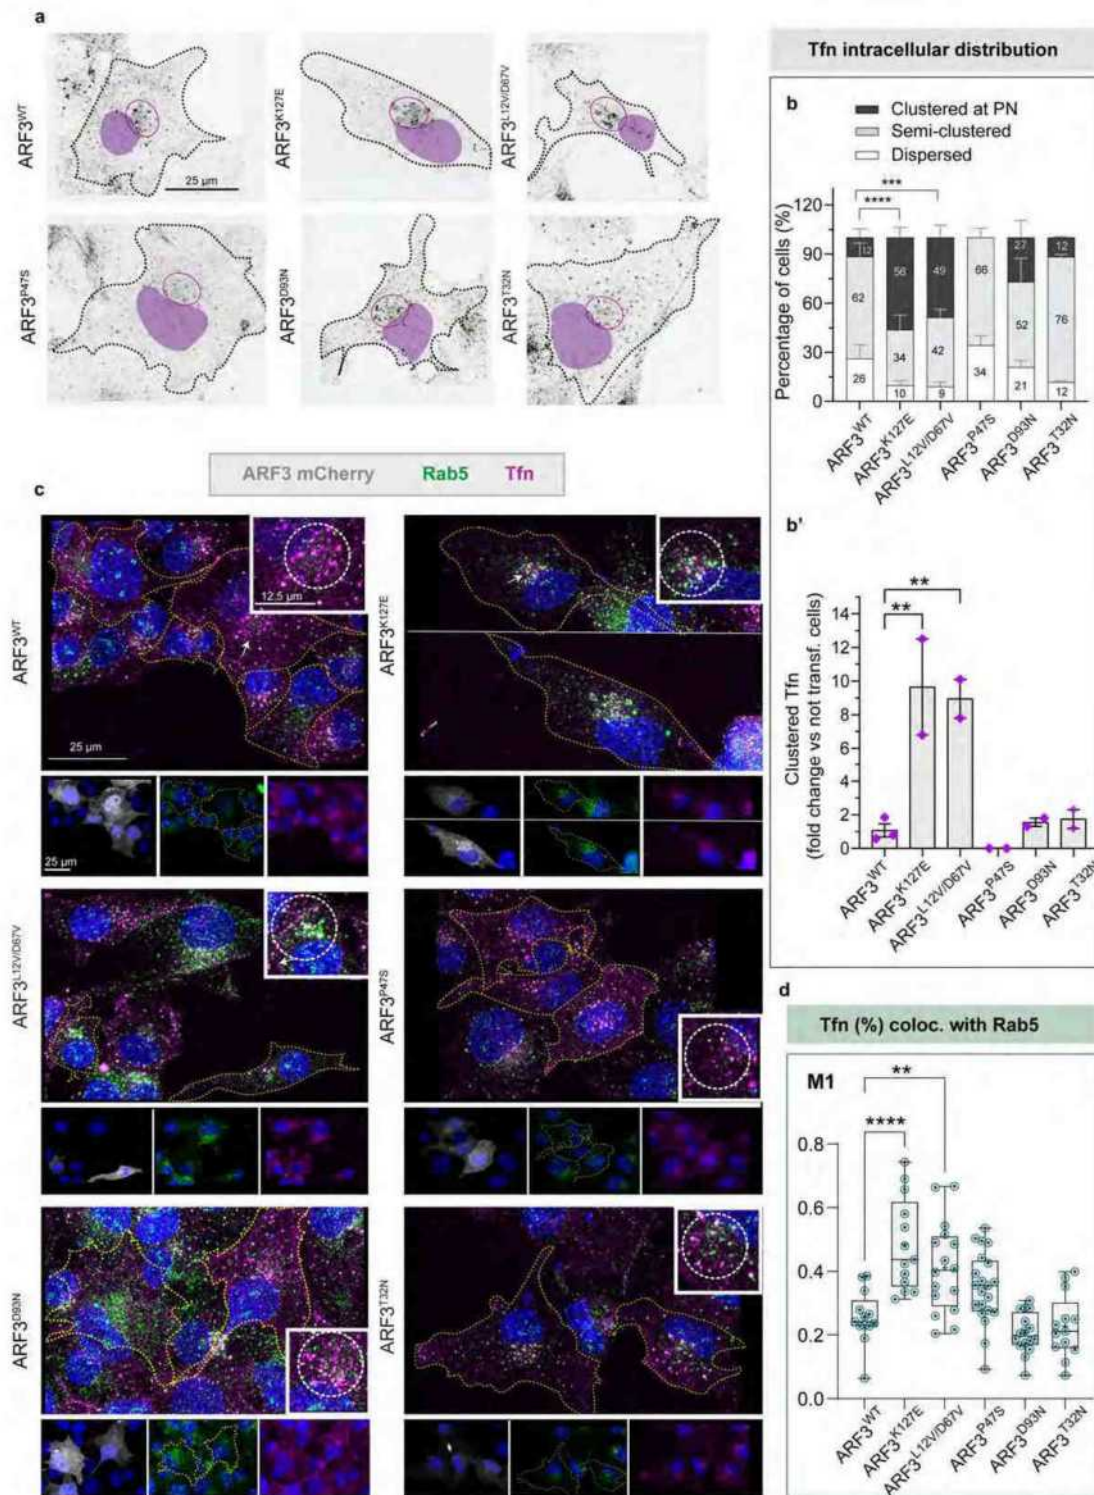 a
ARF3WT
ARF3K127E
ARF3L12V/D67V
25 µm
ARF3P47S
ARF3D93N
ARF3T32N
Tfn intracellular distribution
b
Clustered at PN
Semi-clustered
Dispersed
***
****
Percentage of cells (%)
120
90
60
30
0
12
62
26
56
34
10
49
42
9
66
34
27
52
21
12
76
12
ARF3WT
ARF3K127E
ARF3L12V/D67V
ARF3P47S
ARF3D93N
ARF3T32N
b'
**
**
Clustered Tfn
(fold change vs not transf. cells)
14
12
10
8
6
4
2
0
ARF3WT
ARF3K127E
ARF3L12V/D67V
ARF3P47S
ARF3D93N
ARF3T32N
ARF3 mCherry Rab5 Tfn
c
ARF3WT
12.5 µm
25 µm
25 µm
ARF3K127E
ARF3L12V/D67V
ARF3P47S
ARF3D93N
ARF3T32N
d
Tfn (%) coloc. with Rab5
M1
**
****
0.8
0.6
0.4
0.2
0.0
ARF3WT
ARF3K127E
ARF3L12V/D67V
ARF3P47S
ARF3D93N
ARF3T32N